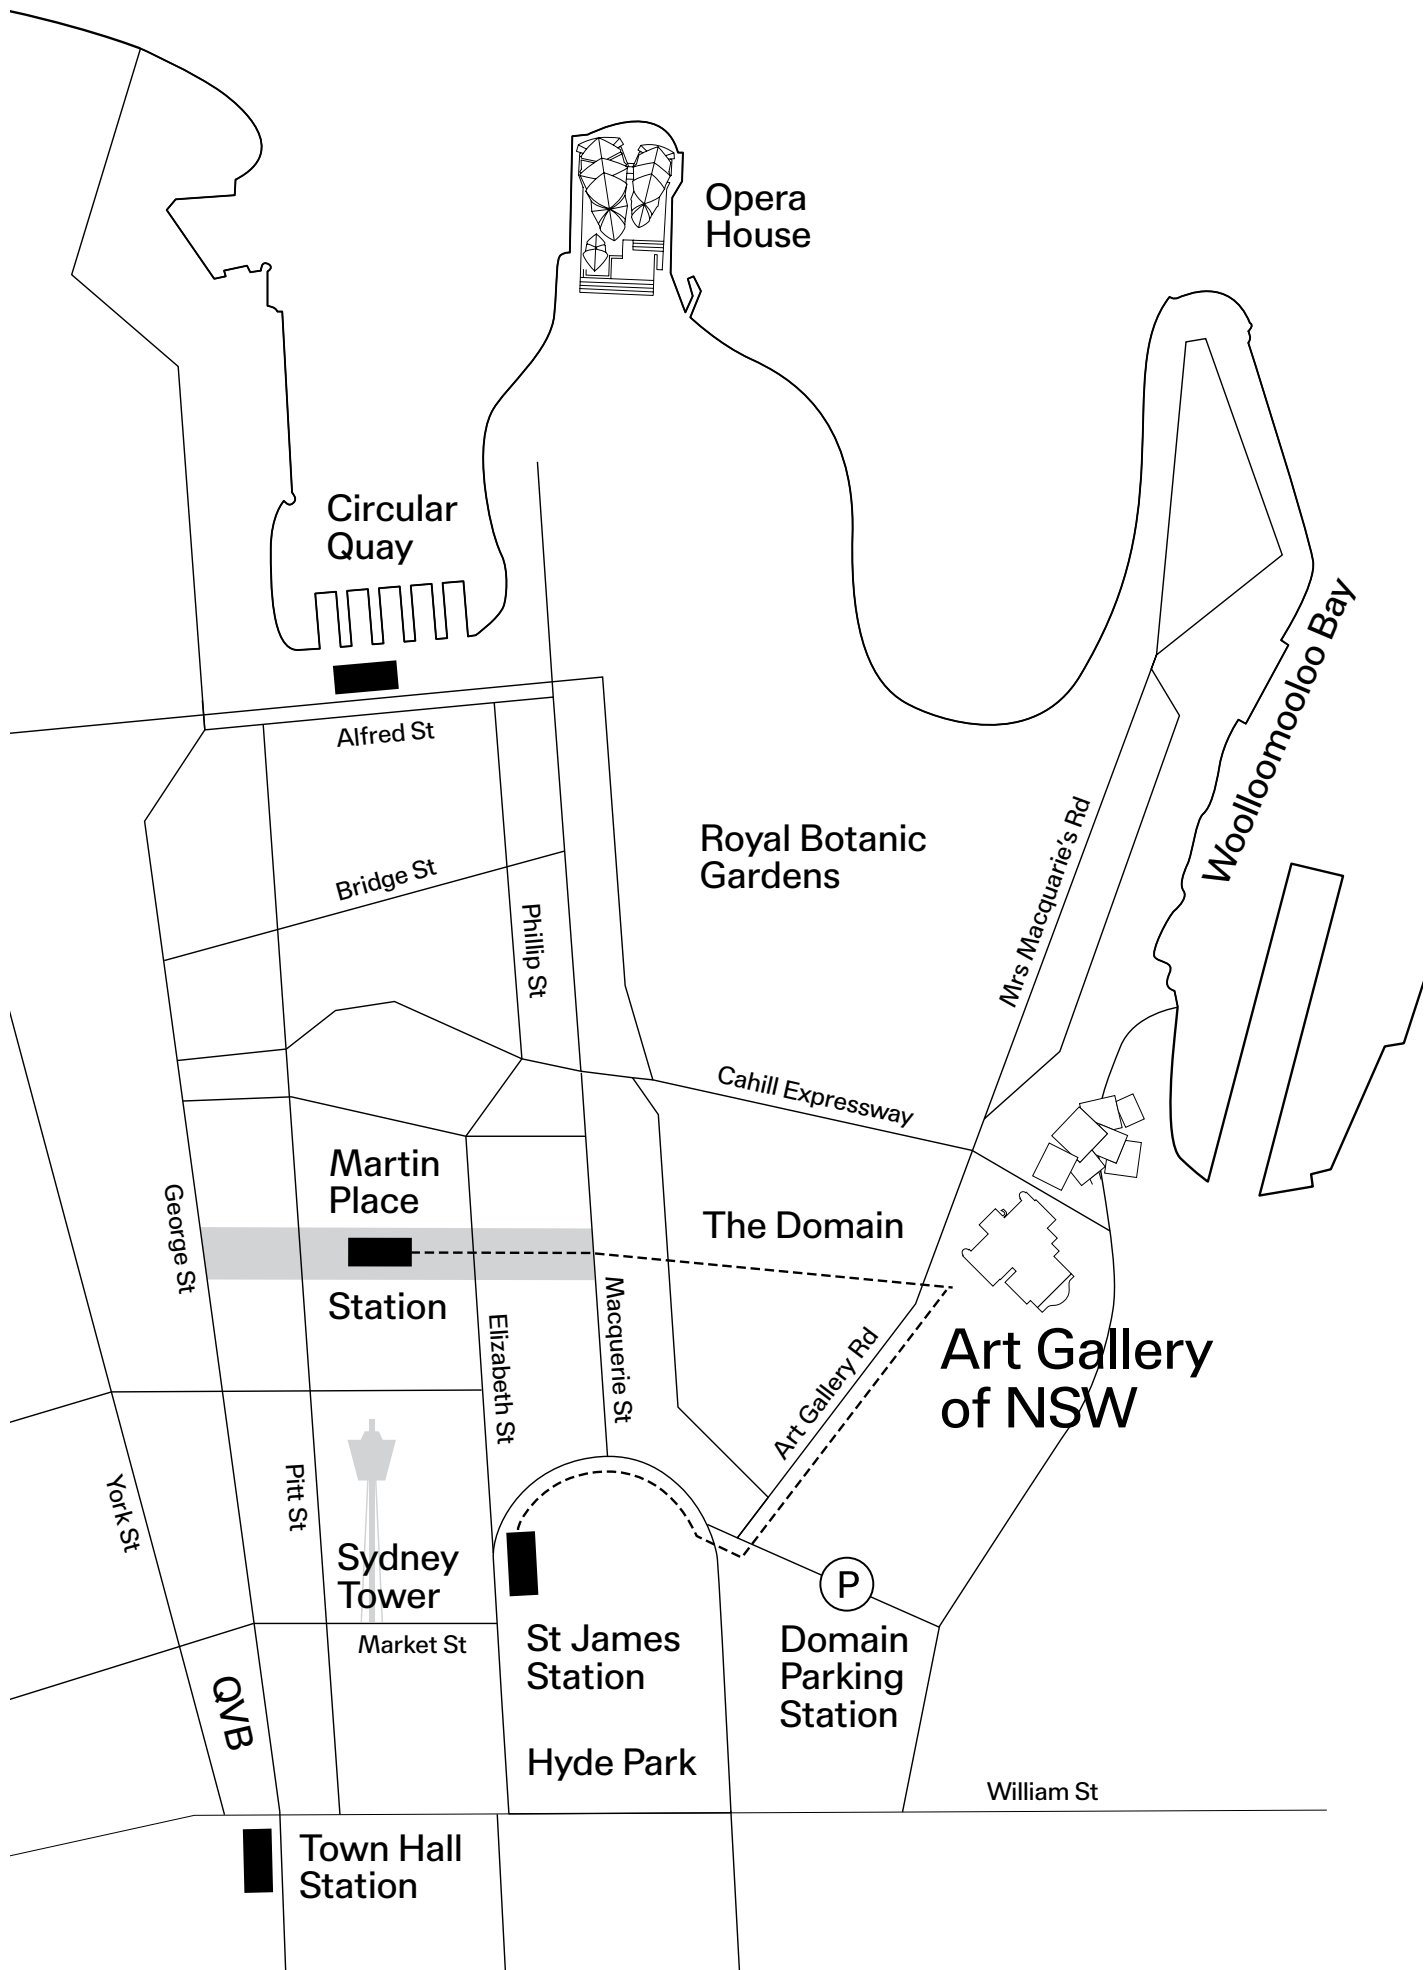 Opera
House
Circular
Quay
Woolloomooloo Bay
Alfred St
Royal Botanic
Gardens
Mrs Macquarie's Rd
Bridge St
Phillip St
Cahill Expressway
Martin
Place
George St
The Domain
Station
Macquerie St
Elizabeth St
Art Gallery Rd
Art Gallery
of NSW
York St
Pitt St
Sydney
Tower
P
Market St
St James
Station
Domain
Parking
Station
QVB
Hyde Park
William St
Town Hall
Station